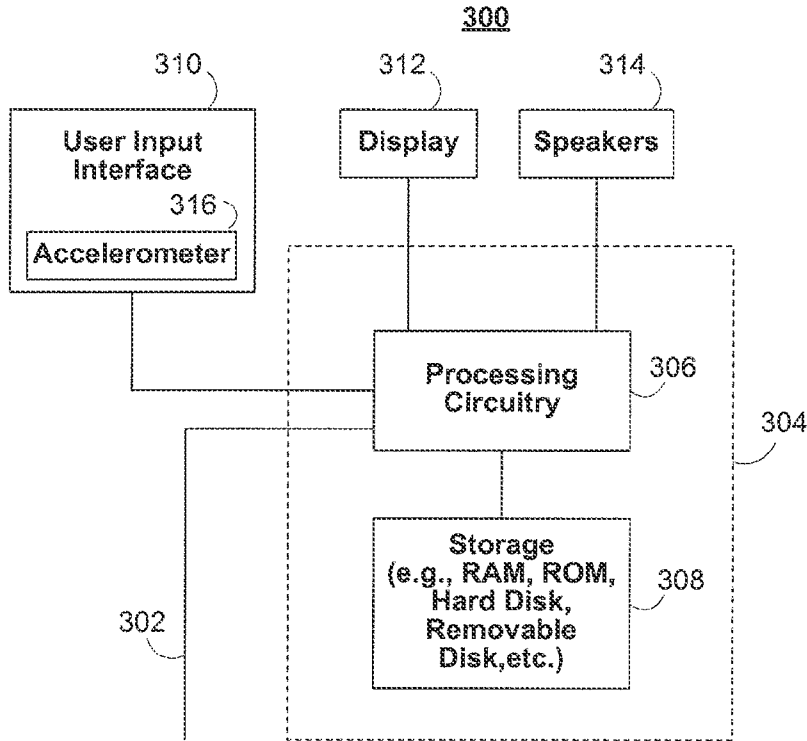 300
310
312
314
User Input
Interface
316
Accelerometer
Display
Speakers
Processing
Circuitry
306
304
Storage
(e.g., RAM, ROM,
Hard Disk,
Removable
Disk,etc.)
308
302